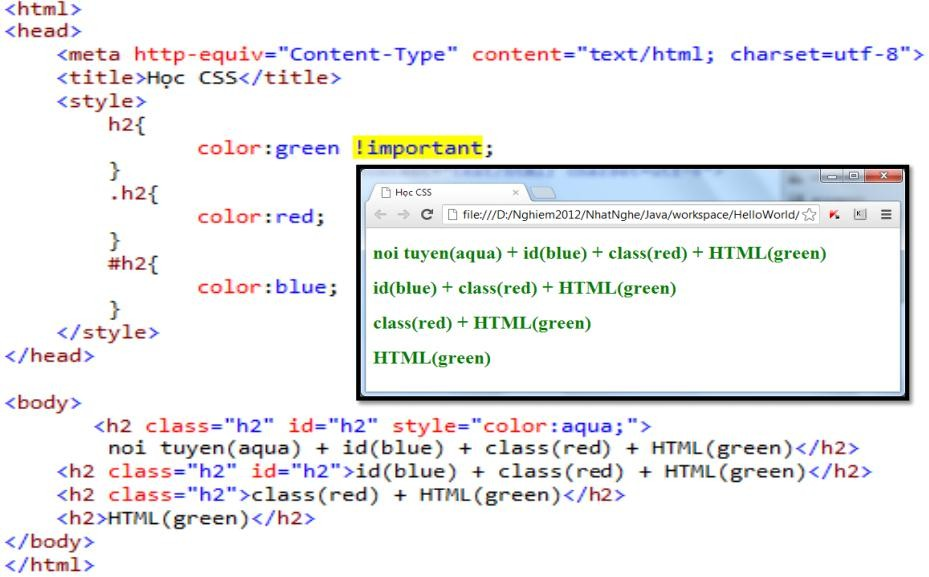 <html>
<head>
<meta http-equiv="Content-Type" content="text/html; charset=utf-8">
<title>Học CSS</title>
<style>
h2{
color:green !important;
}
.h2{
color:red;
}
#h2{
color:blue;
}
</style>
</head>
Học CSS
file:///D:/Nghiem2012/NhatNghe/Java/workspace/HelloWorld/
noi tuyen(aqua) + id(blue) + class(red) + HTML(green)
id(blue) + class(red) + HTML(green)
class(red) + HTML(green)
HTML(green)
<body>
<h2 class="h2" id="h2" style="color:aqua;">
noi tuyen(aqua) + id(blue) + class(red) + HTML(green)</h2>
<h2 class="h2" id="h2">id(blue) + class(red) + HTML(green)</h2>
<h2 class="h2">class(red) + HTML(green)</h2>
<h2>HTML(green)</h2>
</body>
</html>